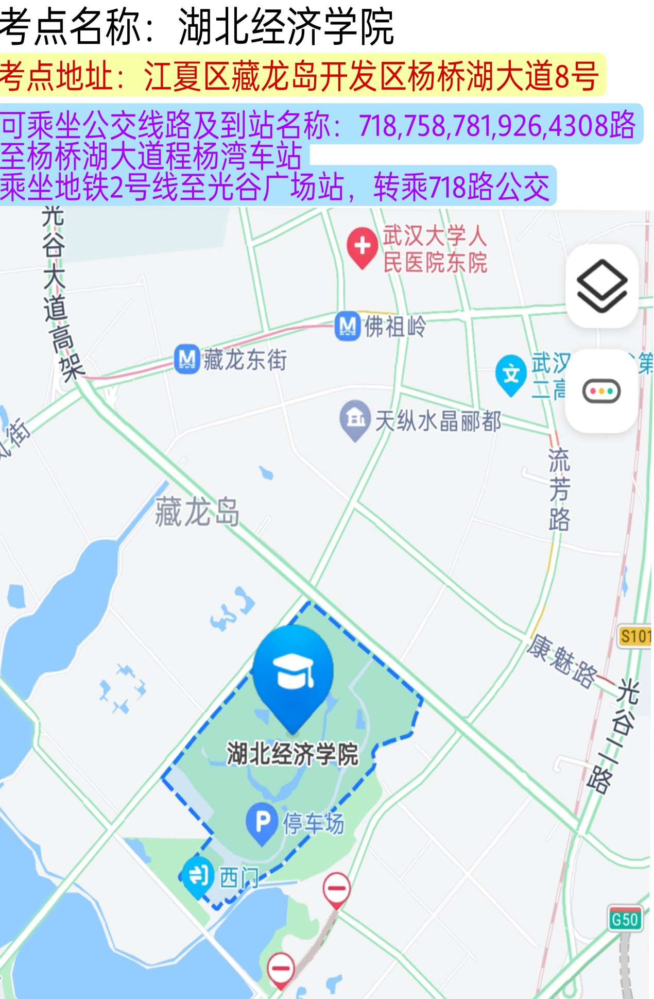 考点名称：湖北经济学院
考点地址：江夏区藏龙岛开发区杨桥湖大道8号
可乘坐公交线路及到站名称：718,758,781,926,4308路
至杨桥湖大道程杨湾车站
乘坐地铁2号线至光谷广场站，转乘718路公交
光谷大道高架
武汉大学人
民医院东院
佛祖岭
藏龙东街
武汉
第
二高
天纵水晶郦都
街
流芳路
藏龙岛
S101
康魅路
光谷二路
湖北经济学院
P
停车场
西门
G50